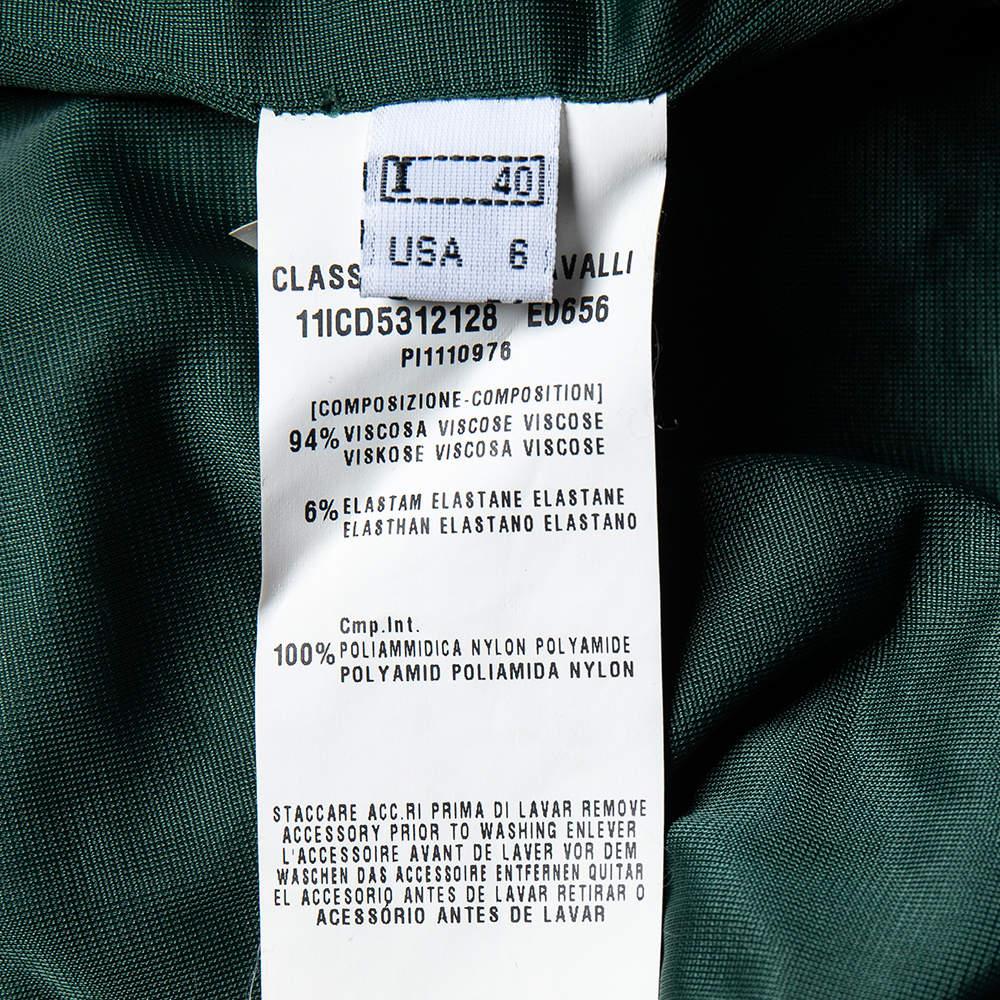 I 40
USA 6
CLASS AVALLI
11ICD5312128 E0656
PI1110976
[COMPOSIZIONE-COMPOSITION]
94% VISCOSA VISCOSE VISCOSE
VISKOSE VISCOSA VISCOSE
6% ELASTAM ELASTANE ELASTANE
ELASTHAN ELASTANO ELASTANO
Cmp.Int.
100% POLIAMMIDICA NYLON POLYAMIDE
POLYAMID POLIAMIDA NYLON
STACCARE ACC.RI PRIMA DI LAVAR REMOVE
ACCESSORY PRIOR TO WASHING ENLEVER
L'ACCESSOIRE AVANT DE LAVER VOR DEM
WASCHEN DAS ACCESSOIRE ENTFERNEN QUITAR
EL ACCESORIO ANTES DE LAVAR RETIRAR O
ACESSÓRIO ANTES DE LAVAR